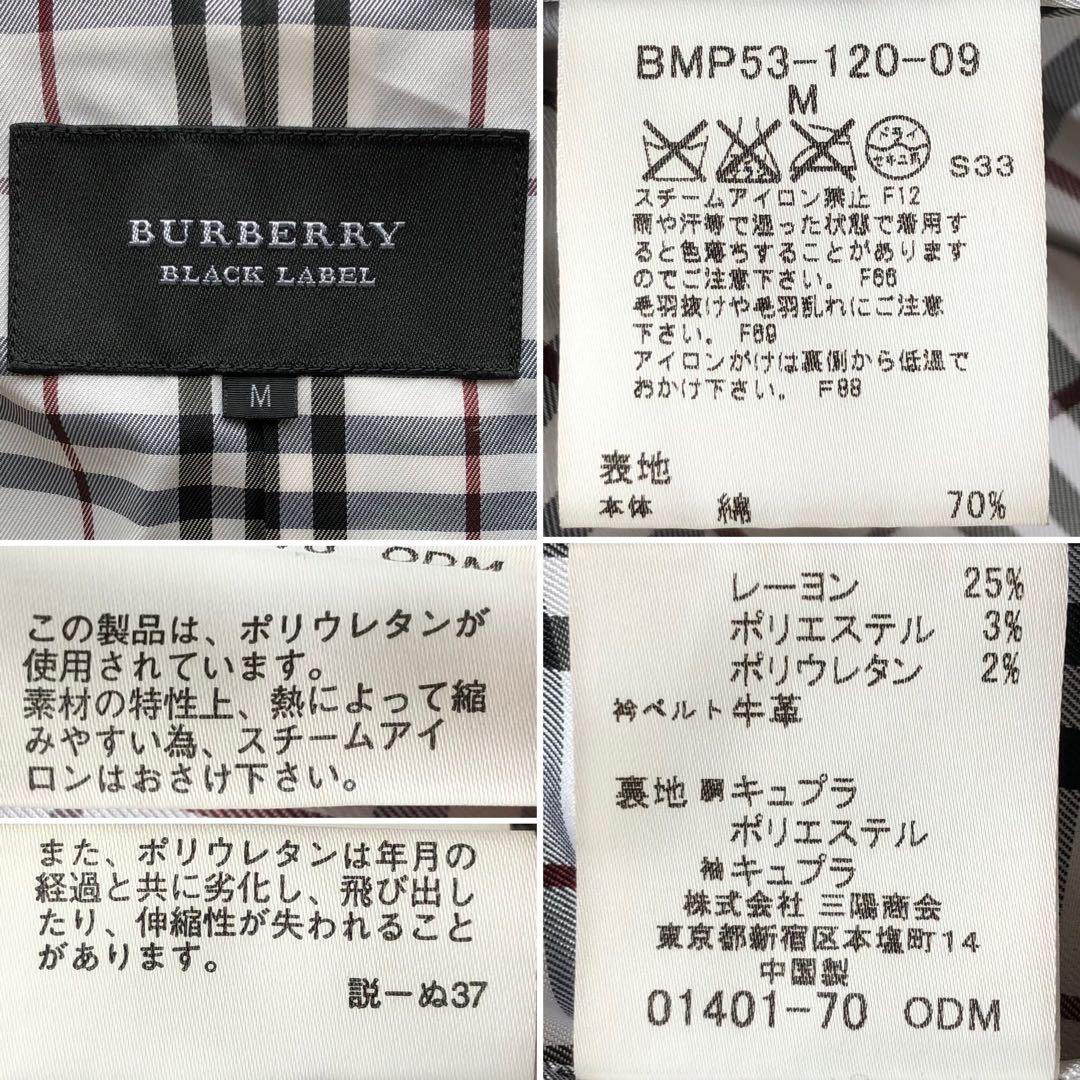 BURBERRY
BLACK LABEL
M
BMP53-120-09
M
ドライ
セキユ系
S33
スチームアイロン禁止 F12
雨や汗等で湿った状態で着用す
ると色落ちすることがあります
のでご注意下さい。 F66
毛羽抜けや毛羽乱れにご注意
下さい。 F69
アイロンがけは裏側から低温で
おかけ下さい。 F88
表地
本体 綿 70%
ODM
この製品は、ポリウレタンが
使用されています。
素材の特性上、熱によって縮
みやすい為、スチームアイ
ロンはおさけ下さい。
また、ポリウレタンは年月の
経過と共に劣化し、飛び出し
たり、伸縮性が失われること
があります。
説ーぬ37
レーヨン 25%
ポリエステル 3%
ポリウレタン 2%
衿ベルト 牛革
裏地 胴 キュプラ
ポリエステル
袖 キュプラ
株式会社 三陽商会
東京都新宿区本塩町14
中国製
01401-70 ODM